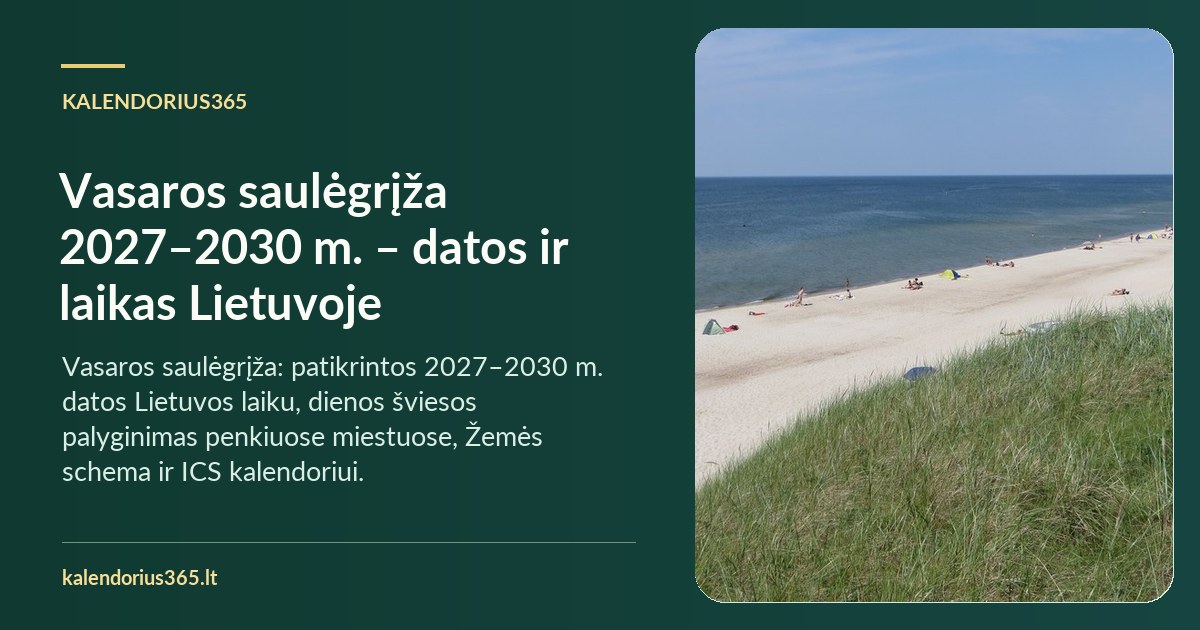 KALENDORIUS365
Vasaros saulėgrįža
2027–2030 m. – datos ir
laikas Lietuvoje
Vasaros saulėgrįža: patikrintos 2027–2030 m.
datos Lietuvos laiku, dienos šviesos
palyginimas penkiuose miestuose, Žemės
schema ir ICS kalendoriui.
kalendorius365.lt